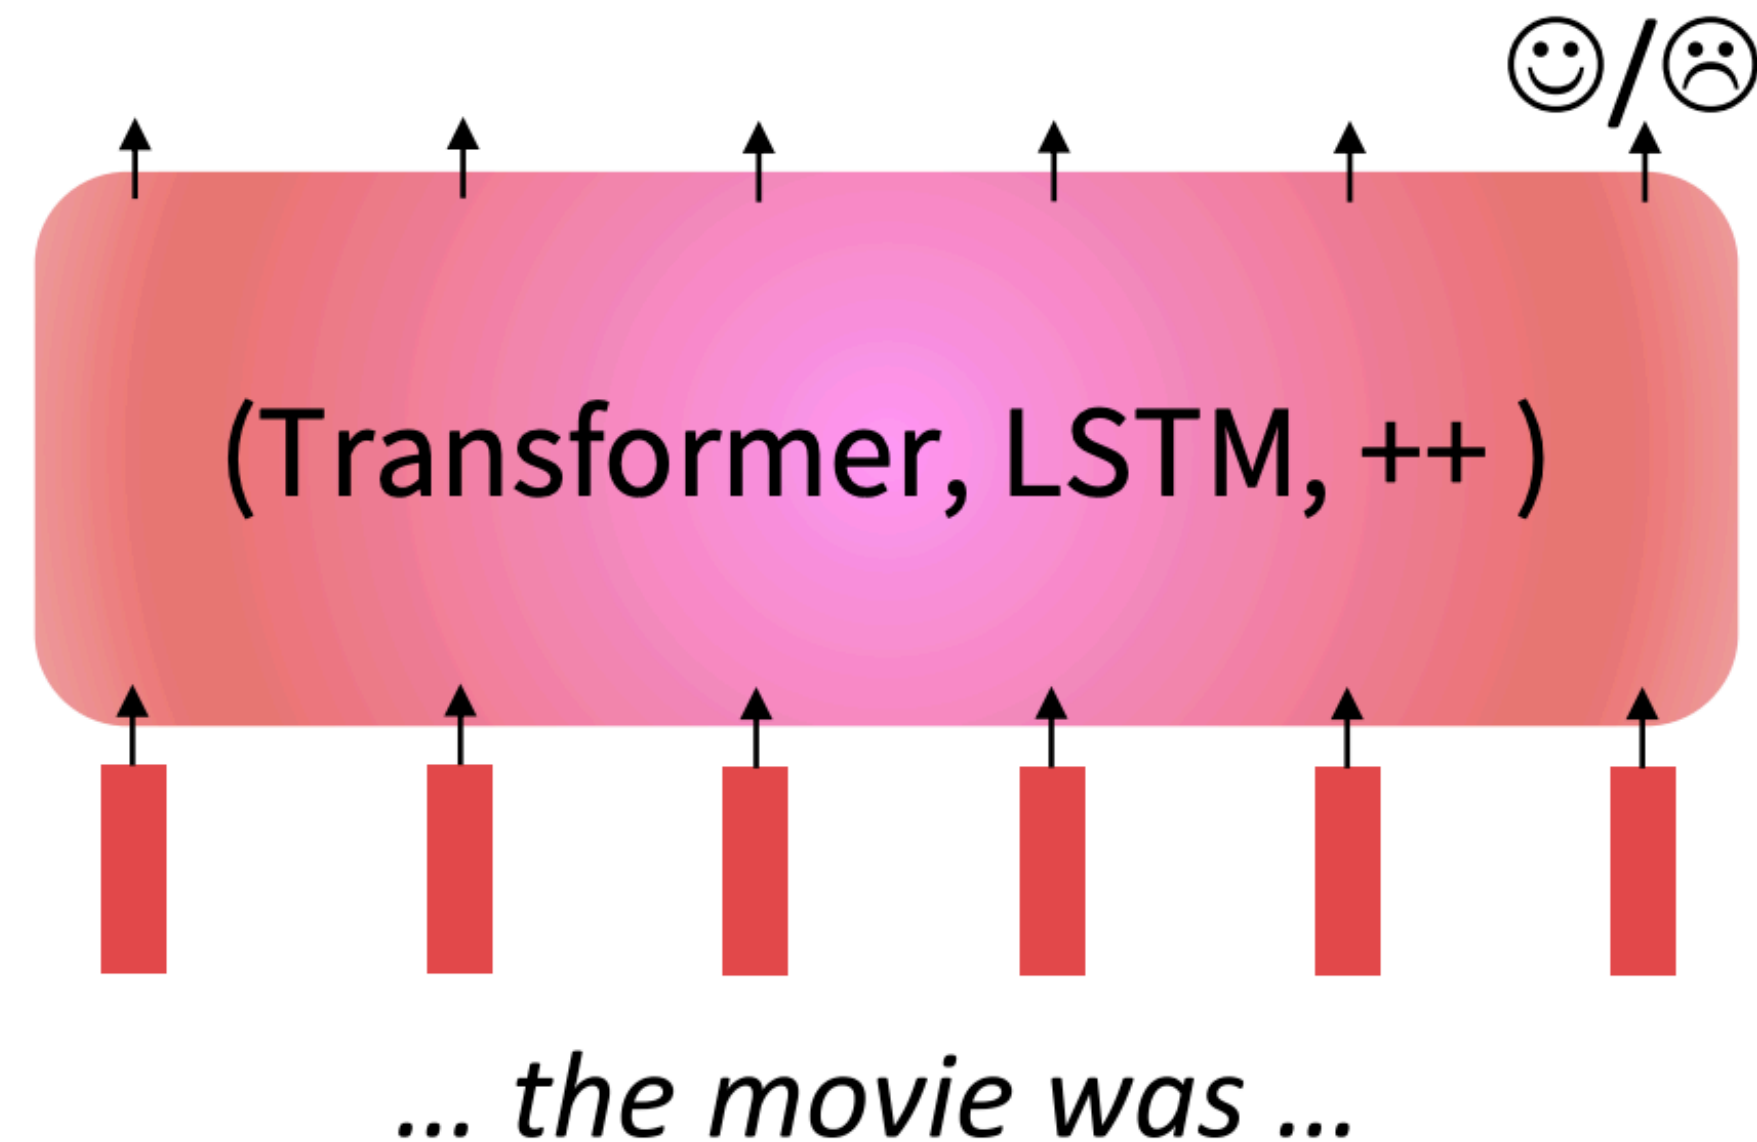 ☺/☹
(Transformer, LSTM, ++ )
... the movie was ...